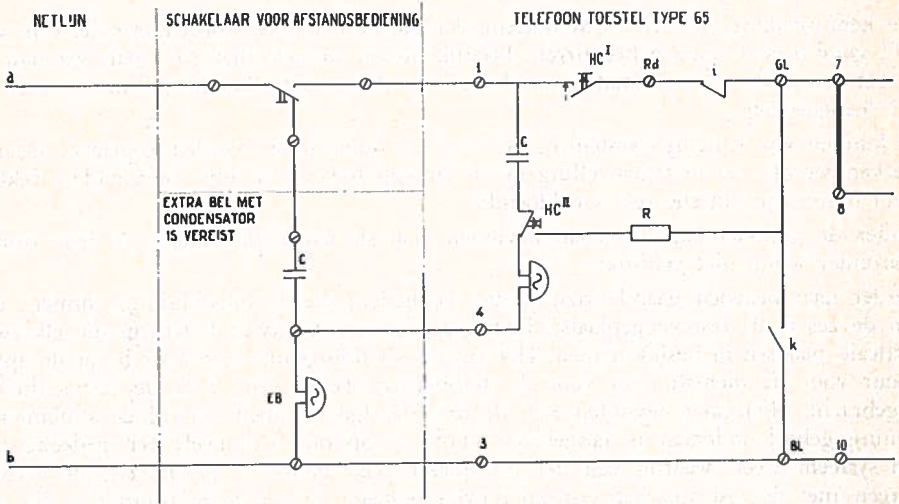 NETLIJN
SCHAKELAAR VOOR AFSTANDSBEDIENING
TELEFOON TOESTEL TYPE 65
a
1
HC I
Rd
i
GL
7
C
EXTRA BEL MET
CONDENSATOR
IS VEREIST
8
HC III
R
C
4
k
EB
b
3
BL
10